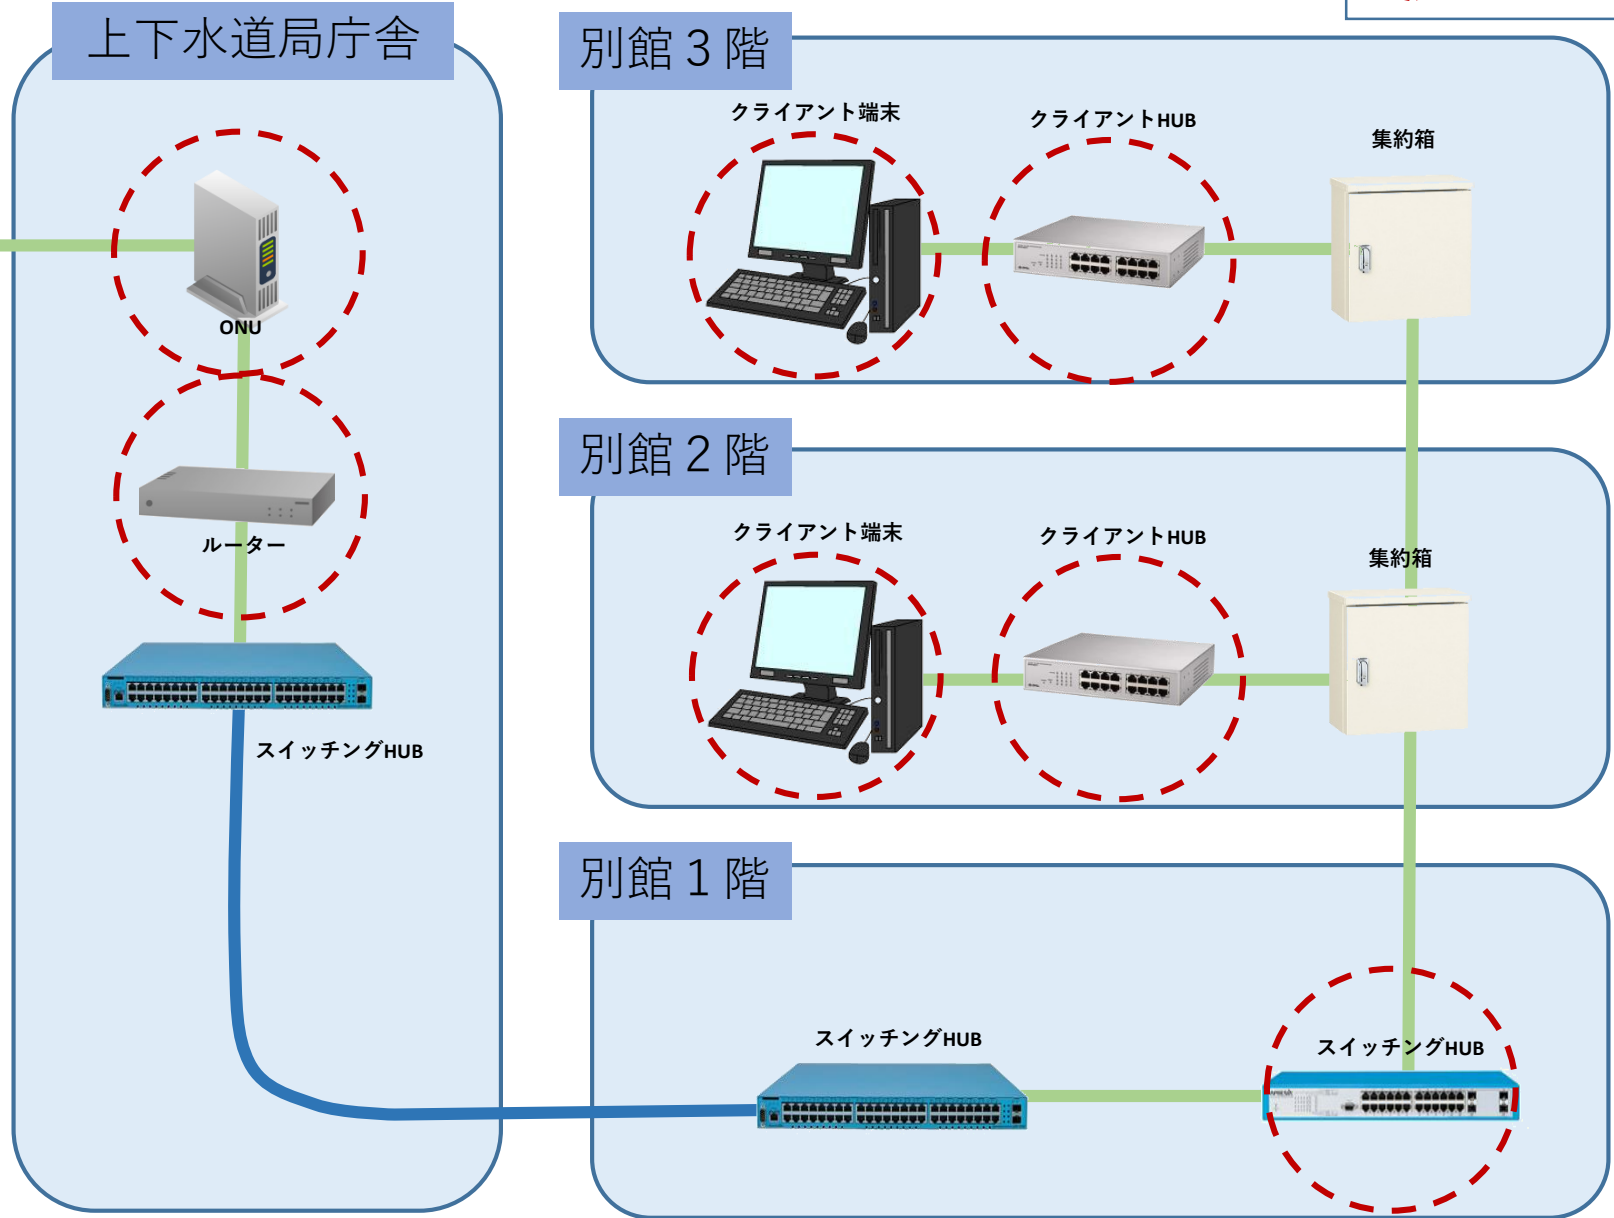 上下水道局庁舎
ONU
ルーター
スイッチングHUB
別館３階
クライアント端末
クライアントHUB
集約箱
別館２階
クライアント端末
クライアントHUB
集約箱
別館１階
スイッチングHUB
スイッチングHUB